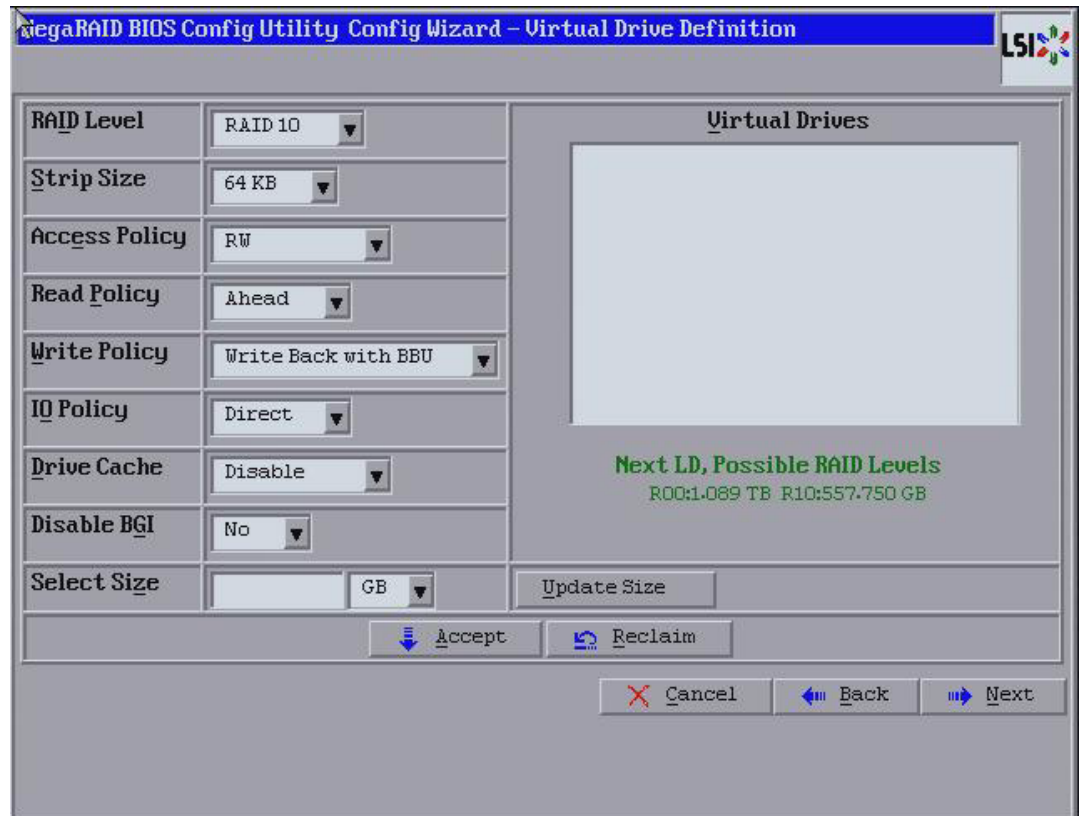 MegaRAID BIOS Config Utility Config Wizard – Virtual Drive Definition
LSI
RAID Level
RAID 10
Strip Size
64 KB
Access Policy
RW
Read Policy
Ahead
Write Policy
Write Back with BBU
IO Policy
Direct
Drive Cache
Disable
Disable BGI
No
Select Size
GB
Virtual Drives
Next LD, Possible RAID Levels
R00:1.089 TB R10:557.750 GB
Update Size
Accept
Reclaim
Cancel
Back
Next